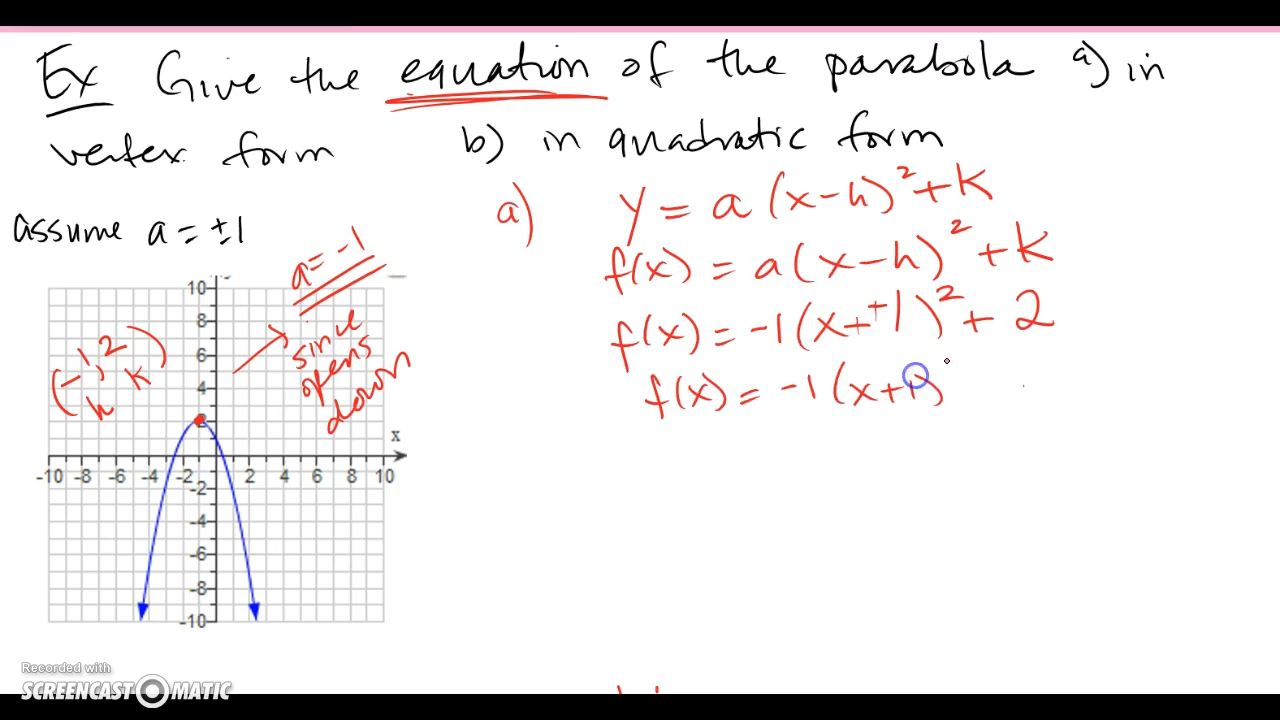 Ex Give the equation of the parabola a) in
vertex form b) in quadratic form
assume a = ±1
a) y = a(x-h)²+k
f(x) = a(x-h)²+k
f(x) = -1(x++1)²+2
f(x) = -1(x+1)
a = -1
since
opens
down
(-1, 2)
h k
10
8
6
4
2
x
-10 -8 -6 -4 -2 2 4 6 8 10
-2
-4
-6
-8
-10
Recorded with
SCREENCAST MATIC